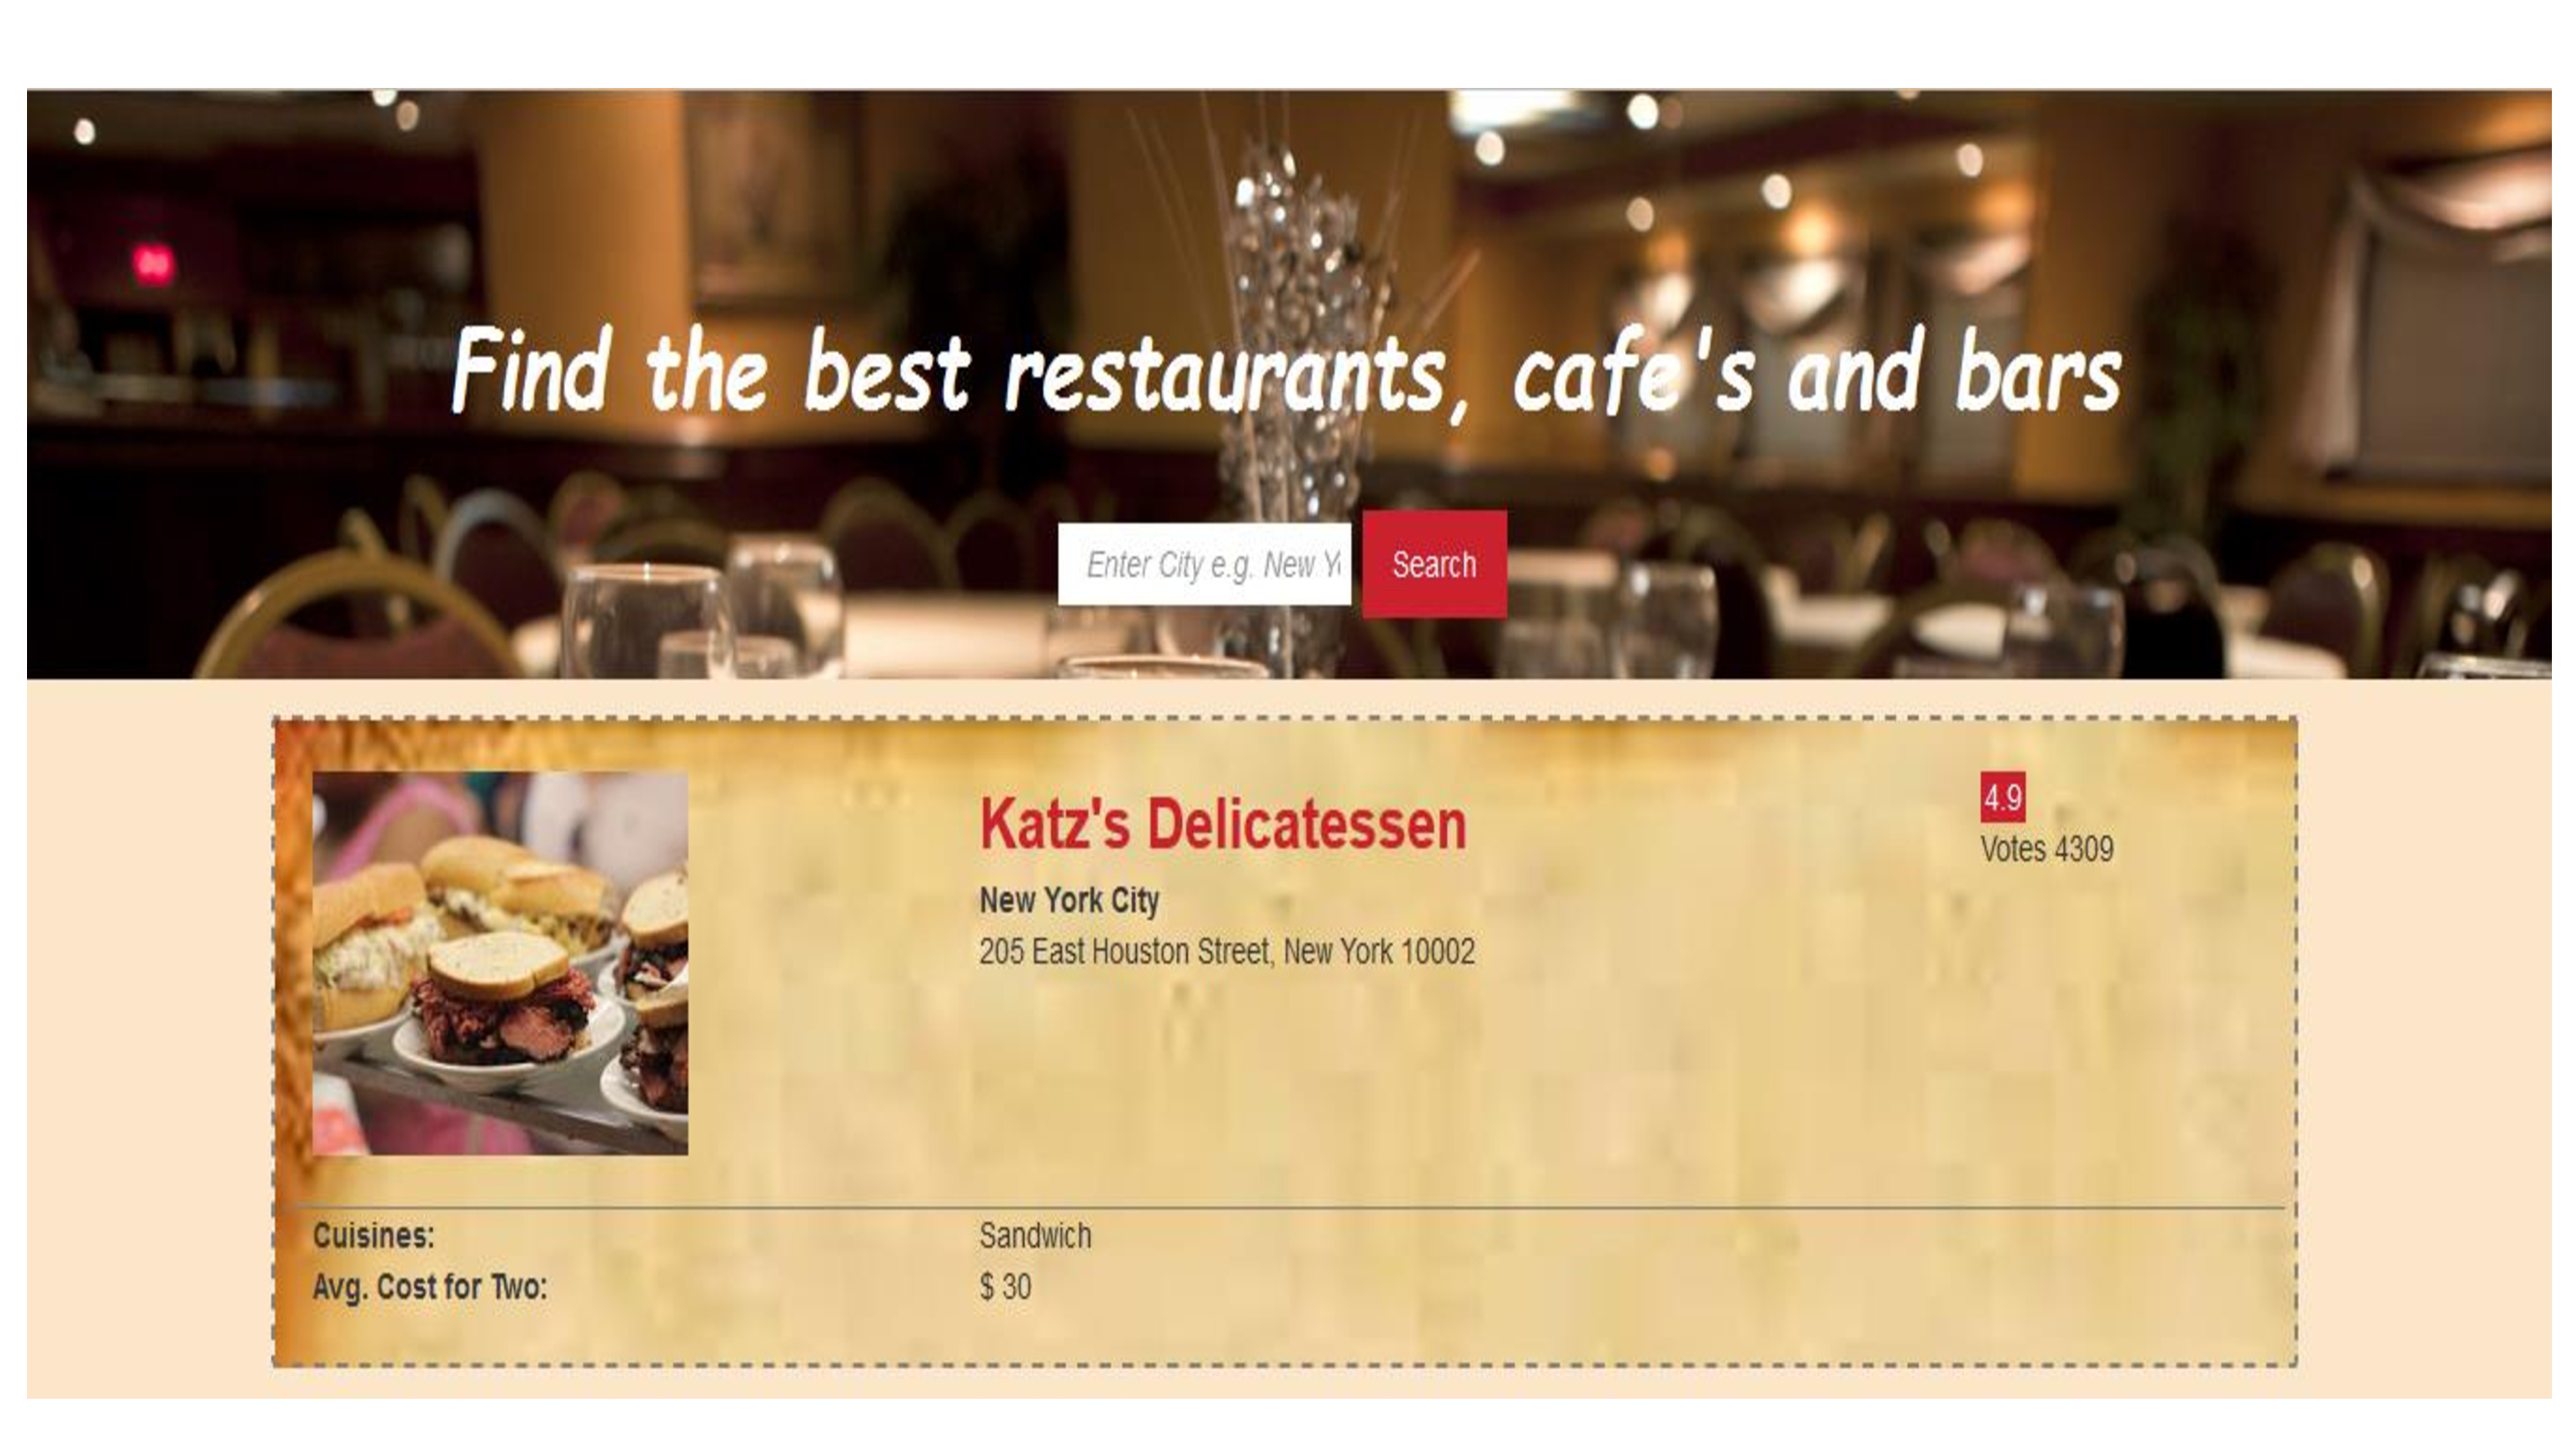 Find the best restaurants, cafe's and bars
Enter City e.g. New Y
Search
Katz's Delicatessen
4.9
Votes 4309
New York City
205 East Houston Street, New York 10002
Cuisines: Sandwich
Avg. Cost for Two: $ 30